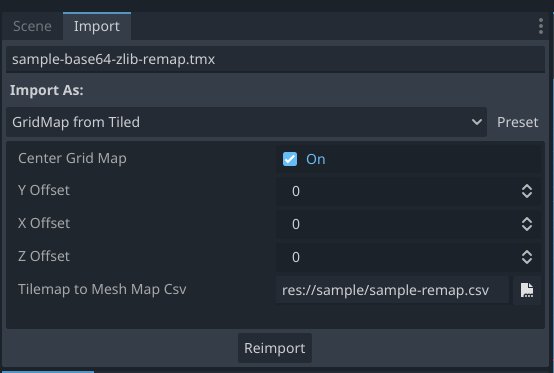 Scene Import
sample-base64-zlib-remap.tmx
Import As:
GridMap from Tiled Preset
Center Grid Map On
Y Offset 0
X Offset 0
Z Offset 0
Tilemap to Mesh Map Csv res://sample/sample-remap.csv
Reimport